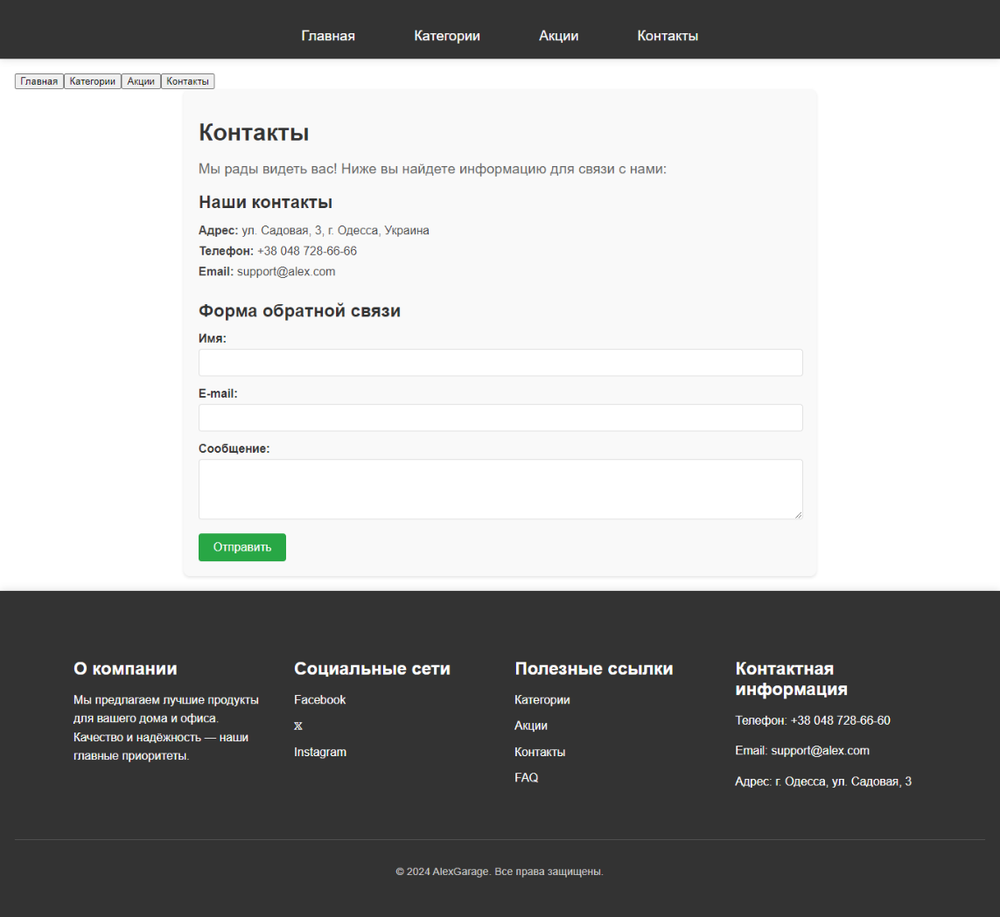 Главная Категории Акции Контакты
Главная Категории Акции Контакты
Контакты
Мы рады видеть вас! Ниже вы найдете информацию для связи с нами:
Наши контакты
Адрес: ул. Садовая, 3, г. Одесса, Украина
Телефон: +38 048 728-66-66
Email: support@alex.com
Форма обратной связи
Имя:
E-mail:
Сообщение:
Отправить
О компании
Мы предлагаем лучшие продукты
для вашего дома и офиса.
Качество и надёжность — наши
главные приоритеты.
Социальные сети
Facebook
𝕏
Instagram
Полезные ссылки
Категории
Акции
Контакты
FAQ
Контактная
информация
Телефон: +38 048 728-66-60
Email: support@alex.com
Адрес: г. Одесса, ул. Садовая, 3
© 2024 AlexGarage. Все права защищены.